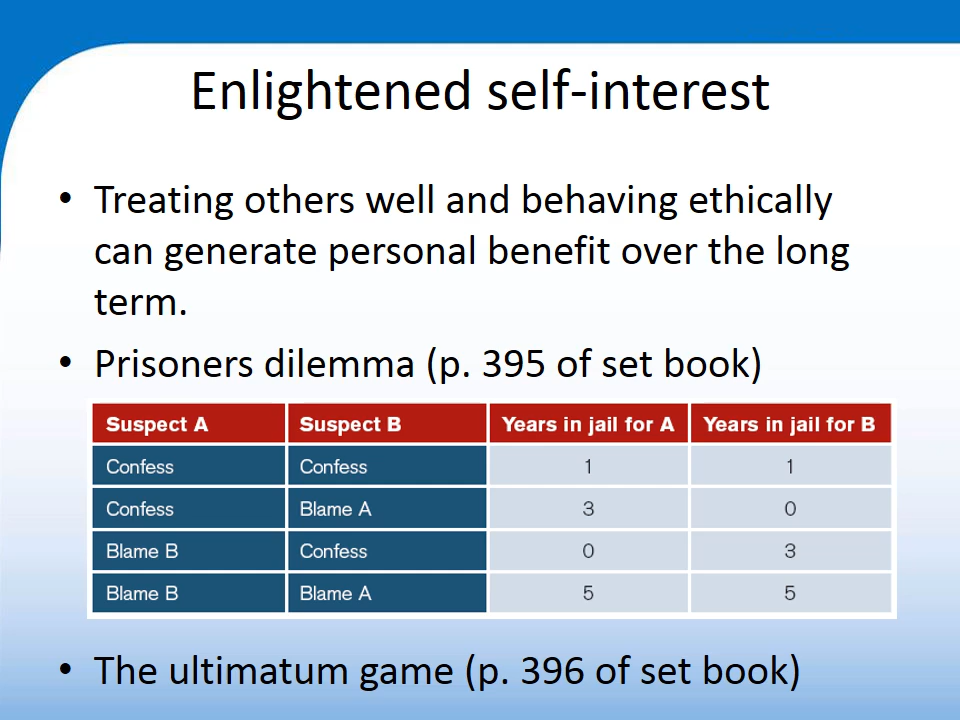 Enlightened self-interest
• Treating others well and behaving ethically
can generate personal benefit over the long
term.
• Prisoners dilemma (p. 395 of set book)
Suspect A Suspect B Years in jail for A Years in jail for B
Confess Confess 1 1
Confess Blame A 3 0
Blame B Confess 0 3
Blame B Blame A 5 5
• The ultimatum game (p. 396 of set book)